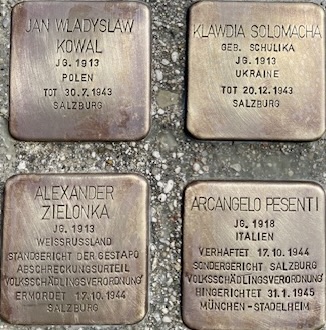 JAN WLADYSLAW
KOWAL
JG. 1913
POLEN
TOT 30.7.1943
SALZBURG
KLAWDIA SOLOMACHA
GEB. SCHULIKA
JG. 1913
UKRAINE
TOT 20.12.1943
SALZBURG
ALEXANDER
ZIELONKA
JG. 1913
WEISSRUSSLAND
STANDGERICHT DER GESTAPO
ABSCHRECKUNGSURTEIL
'VOLKSSCHÄDLINGSVERORDNUNG'
ERMORDET 17.10.1944
SALZBURG
ARCANGELO PESENTI
JG. 1918
ITALIEN
VERHAFTET 17.10.1944
SONDERGERICHT SALZBURG
'VOLKSSCHÄDLINGSVERORDNUNG'
HINGERICHTET 31.1.1945
MÜNCHEN-STADELHEIM